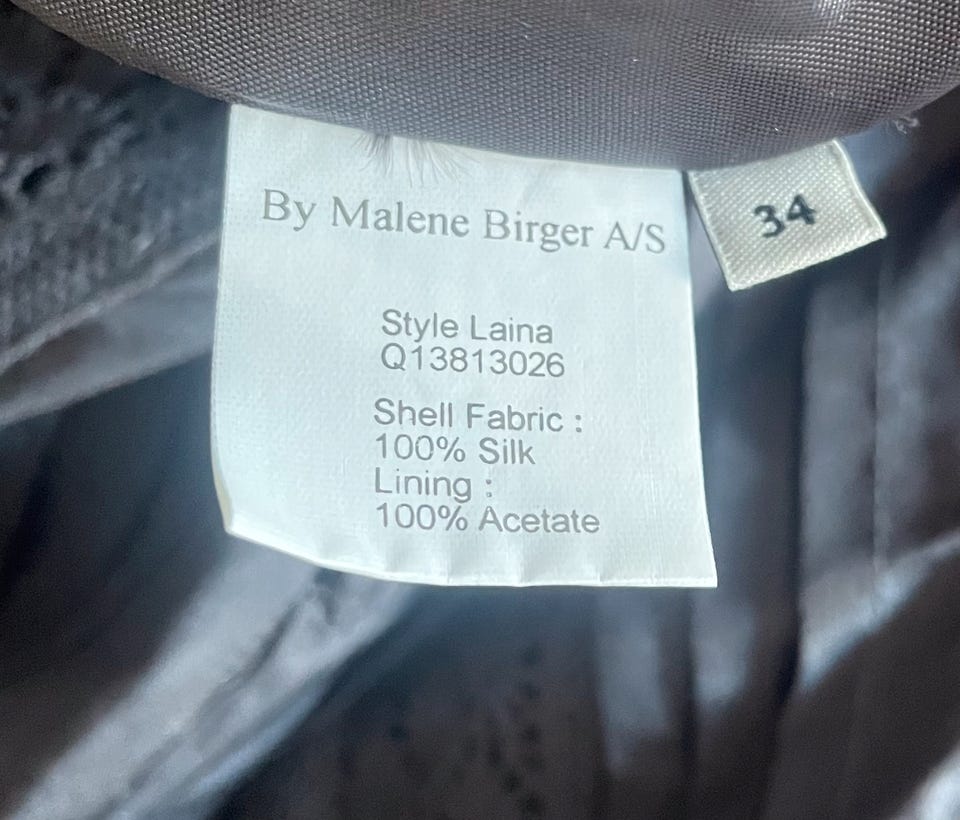 By Malene Birger A/S
34
Style Laina
Q13813026
Shell Fabric :
100% Silk
Lining :
100% Acetate